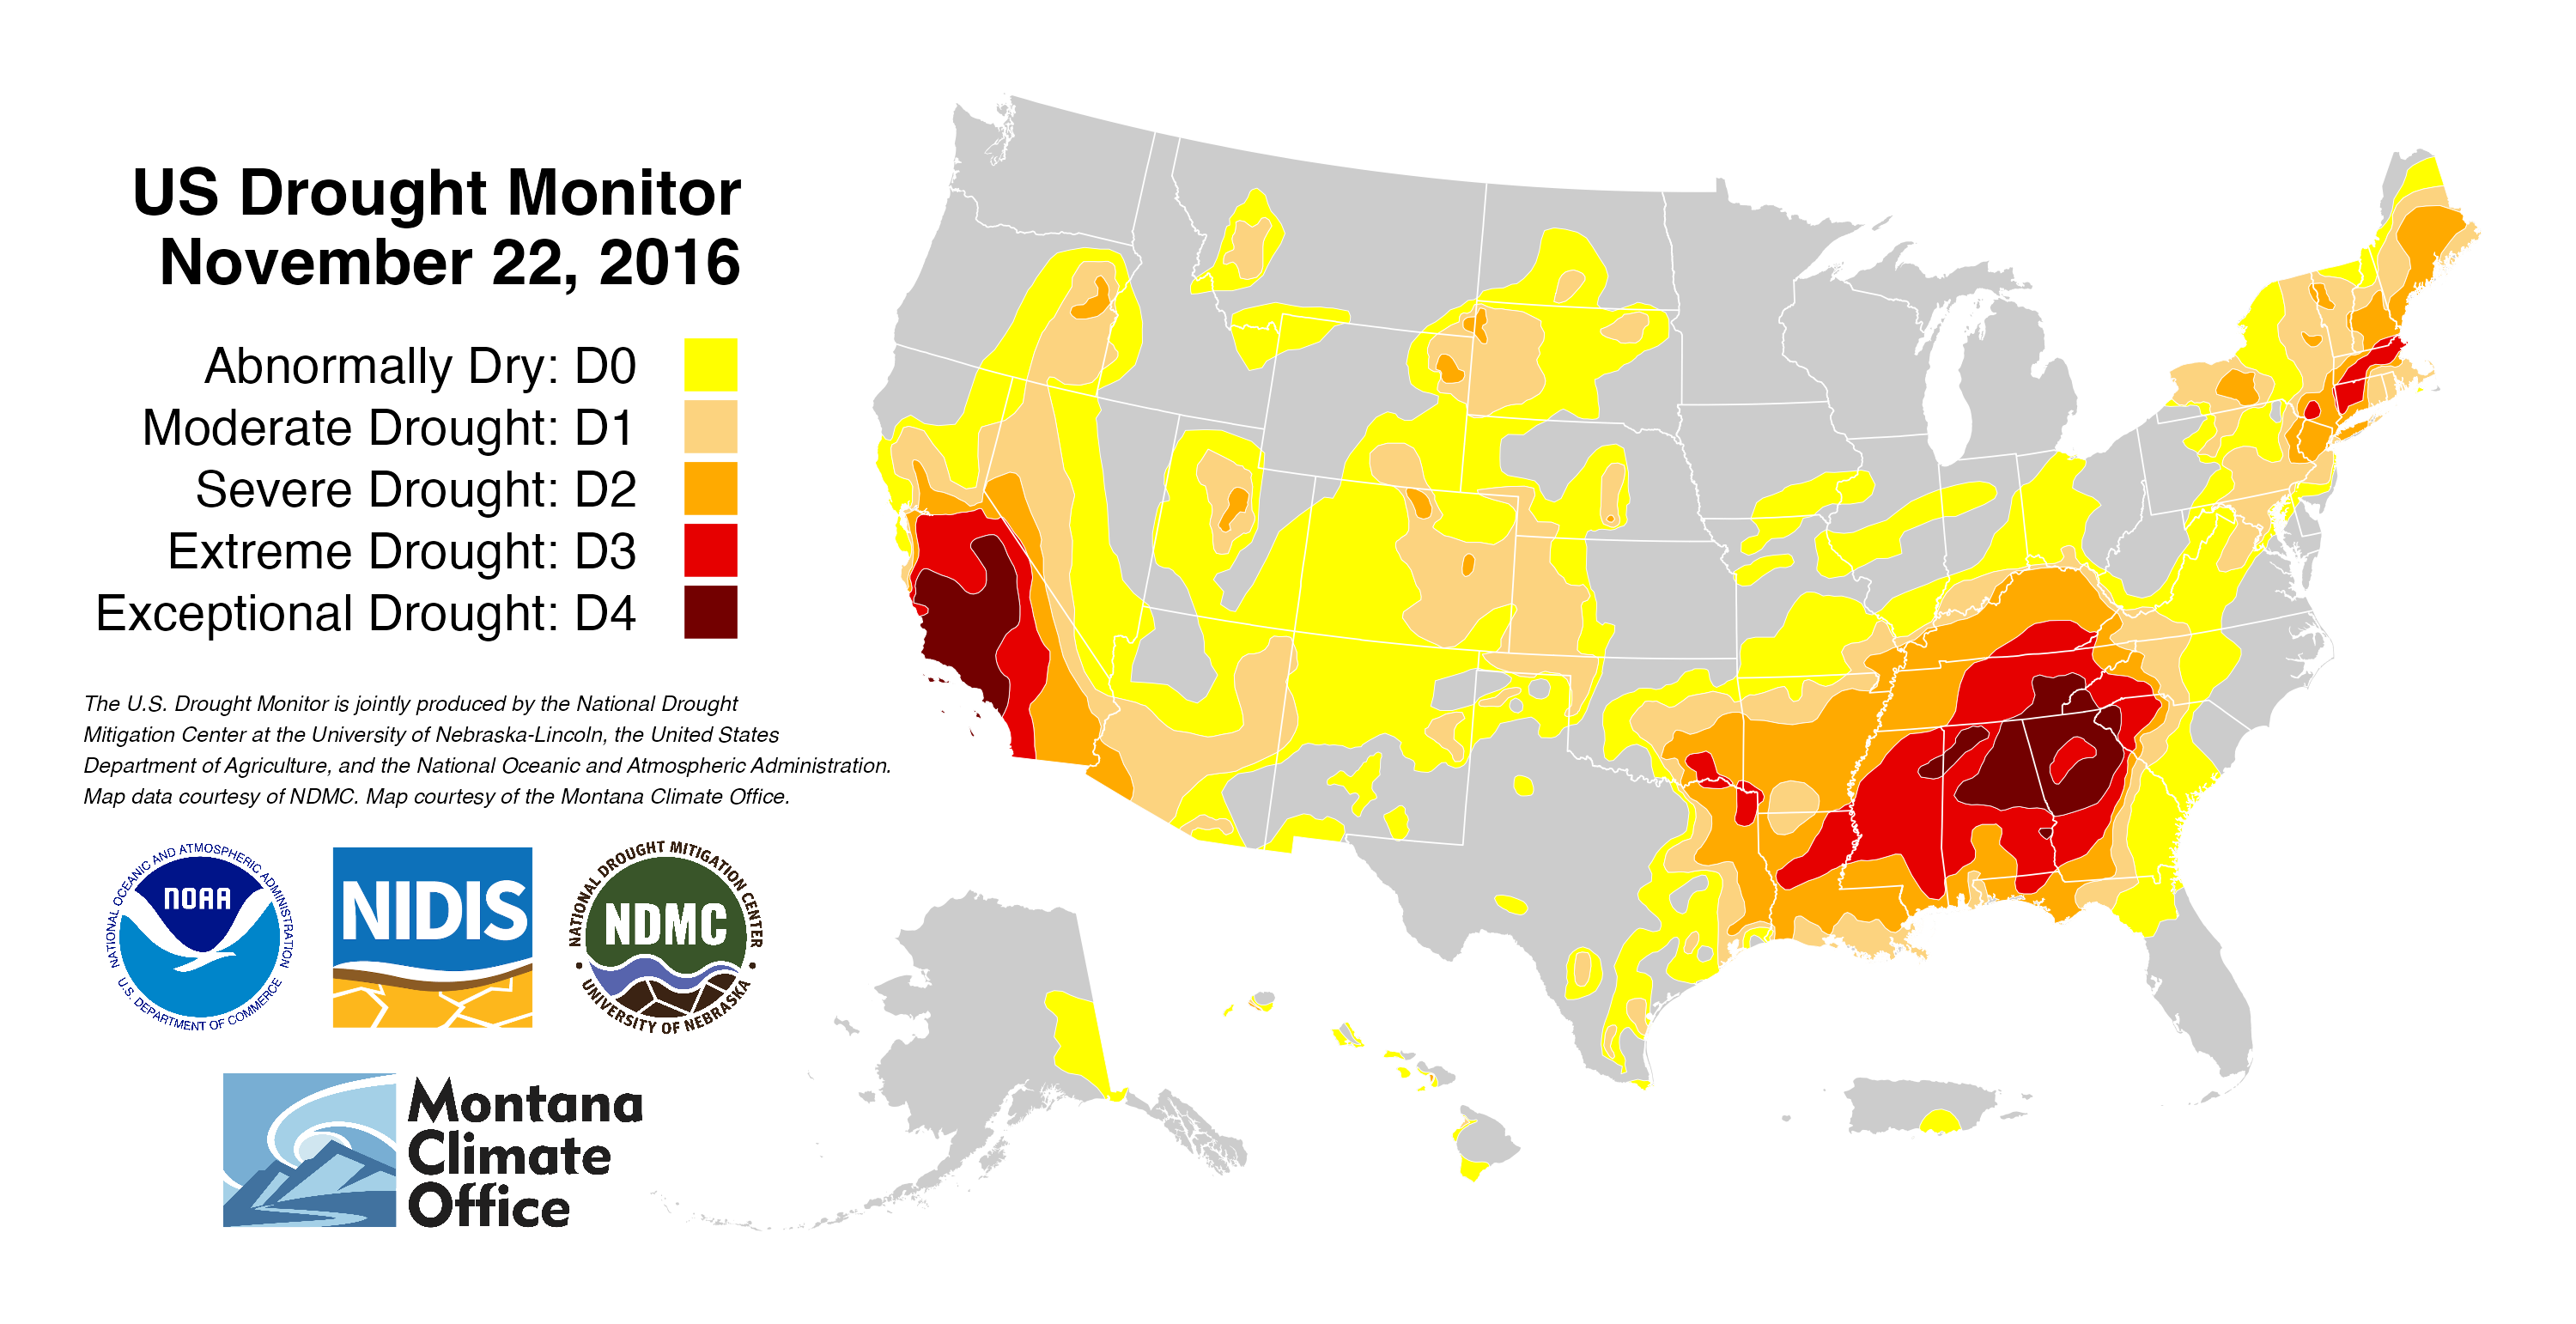 US Drought Monitor
November 22, 2016
Abnormally Dry: D0
Moderate Drought: D1
Severe Drought: D2
Extreme Drought: D3
Exceptional Drought: D4
The U.S. Drought Monitor is jointly produced by the National Drought
Mitigation Center at the University of Nebraska-Lincoln, the United States
Department of Agriculture, and the National Oceanic and Atmospheric Administration.
Map data courtesy of NDMC. Map courtesy of the Montana Climate Office.
NATIONAL OCEANIC AND ATMOSPHERIC ADMINISTRATION
NOAA
U.S. DEPARTMENT OF COMMERCE
NIDIS
NATIONAL DROUGHT MITIGATION CENTER
NDMC
UNIVERSITY OF NEBRASKA
Montana
Climate
Office